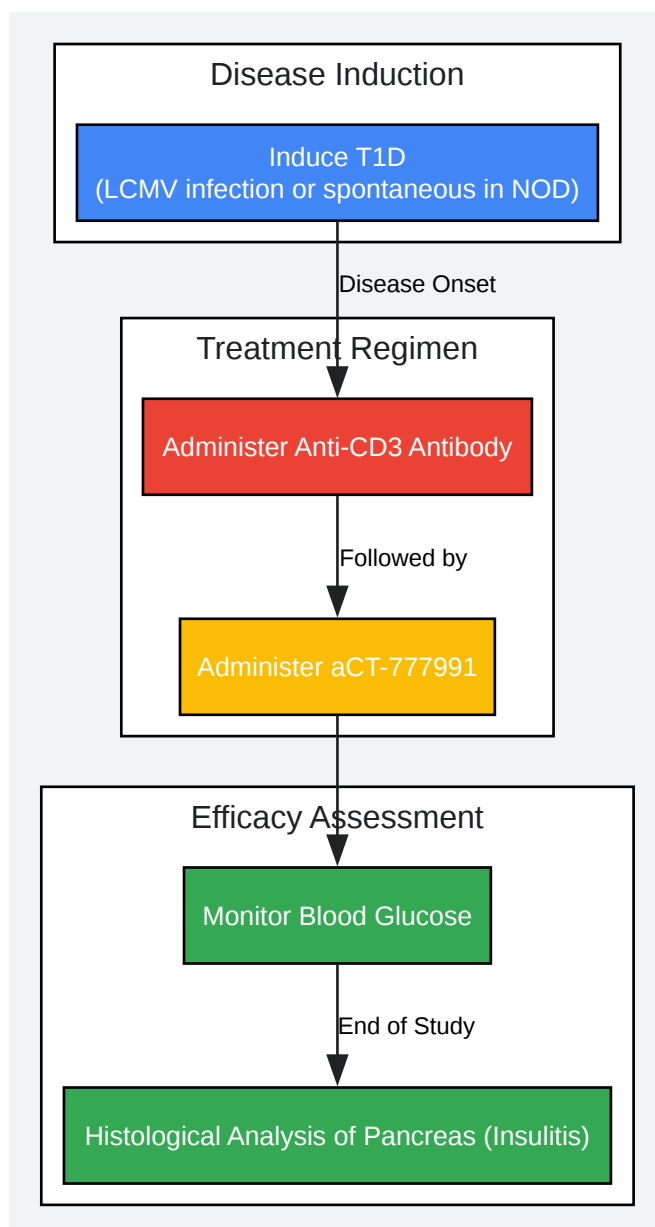 Disease Induction
Induce T1D
(LCMV infection or spontaneous in NOD)
Disease Onset
Treatment Regimen
Administer Anti-CD3 Antibody
Followed by
Administer aCT-777991
Efficacy Assessment
Monitor Blood Glucose
End of Study
Histological Analysis of Pancreas (Insulitis)